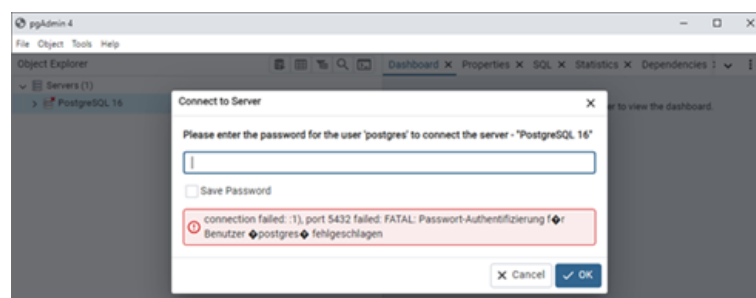 pgAdmin 4
File Object Tools Help
Object Explorer
Dashboard Properties SQL Statistics Dependencies
Servers (1)
PostgreSQL 16
er to view the dashboard.
Connect to Server
Please enter the password for the user 'postgres' to connect the server - "PostgreSQL 16"
Save Password
connection failed: :1), port 5432 failed: FATAL: Passwort-Authentifizierung f�r
Benutzer �postgres� fehlgeschlagen
Cancel OK